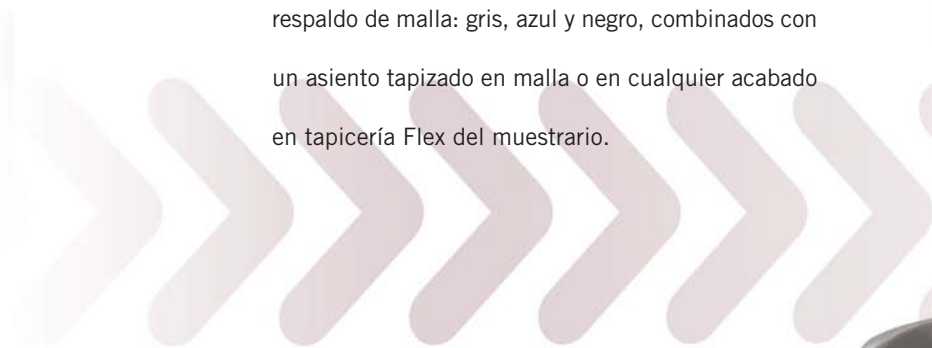 respaldo de malla: gris, azul y negro, combinados con
un asiento tapizado en malla o en cualquier acabado
en tapicería Flex del muestrario.